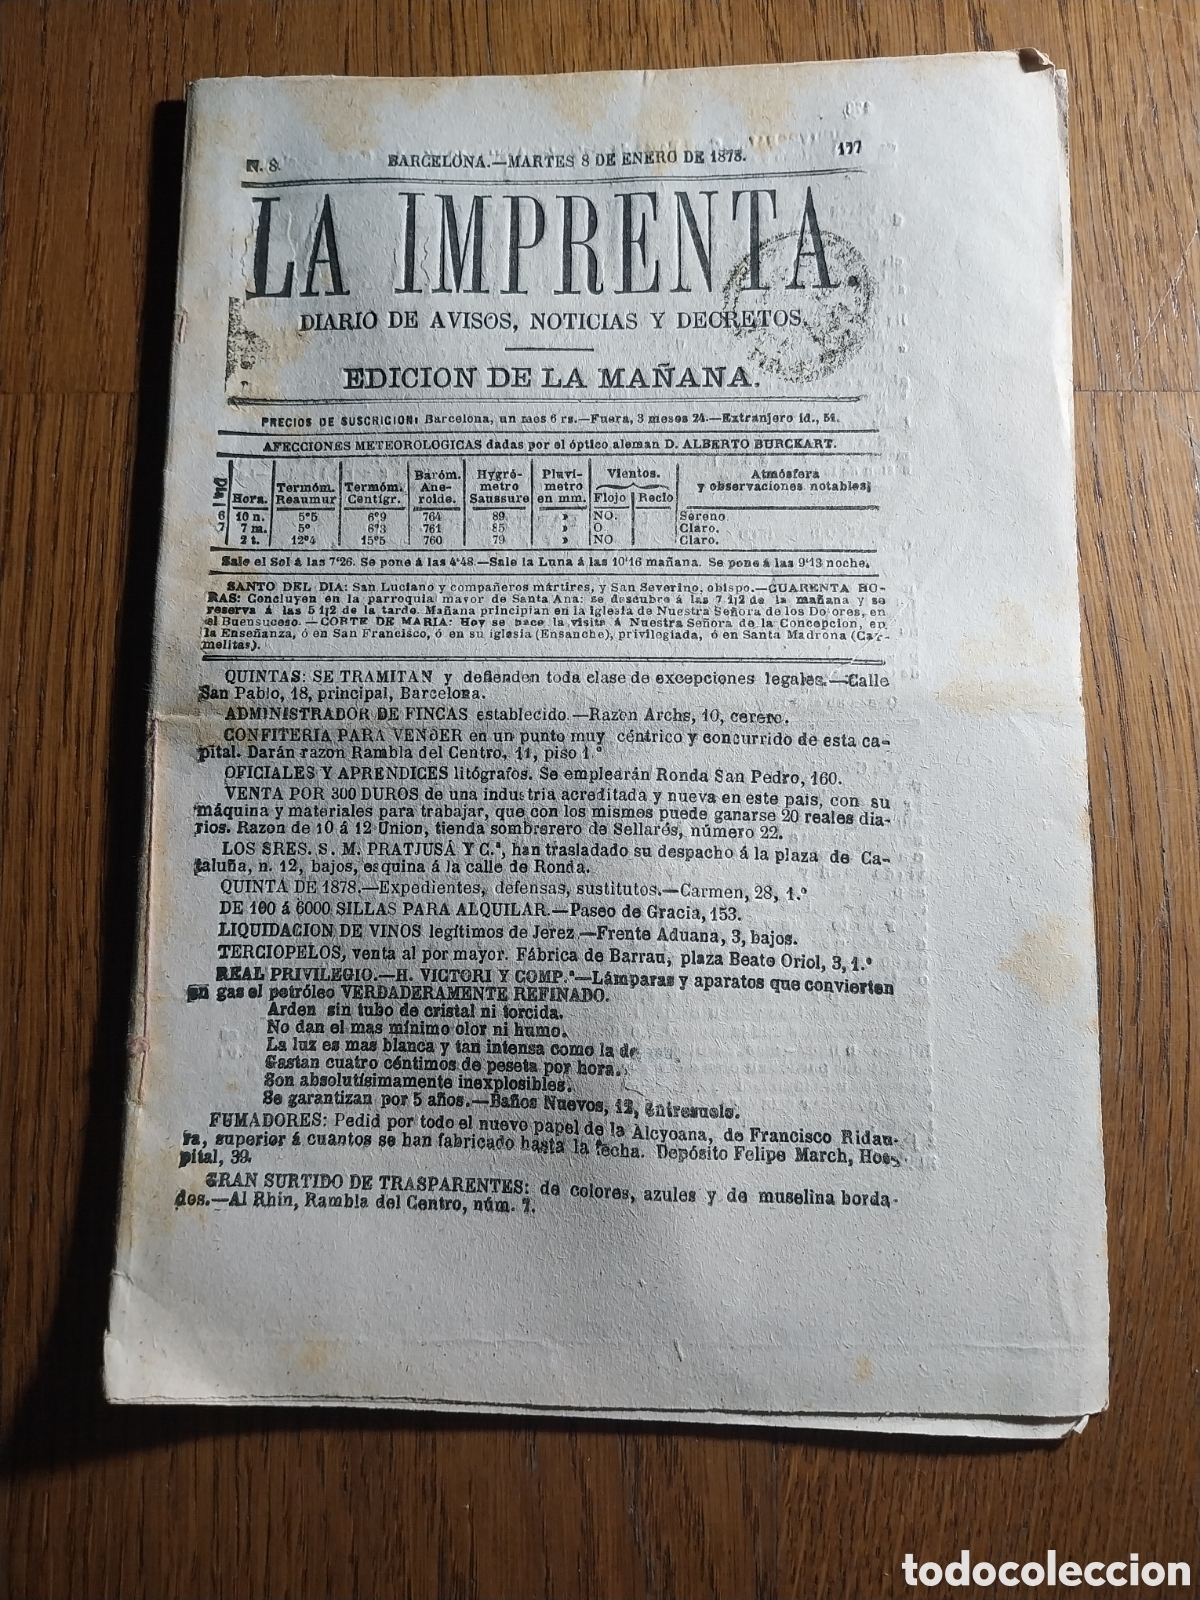 N. 8.
BARCELONA.—MARTES 8 DE ENERO DE 1878.
177
LA IMPRENTA.
DIARIO DE AVISOS, NOTICIAS Y DECRETOS.
EDICION DE LA MAÑANA.
PRECIOS DE SUSCRICION: Barcelona, un mes 6 rs.—Fuera, 3 meses 24.—Extranjero id., 54.
AFECCIONES METEOROLOGICAS dadas por el óptico aleman D. ALBERTO BURCKART.
Dia | Hora. | Termóm. Reaumur | Termóm. Centigr. | Baróm. Ane-roide. | Hygró-metro Saussure | Pluvi-metro en mm. | Vientos. Flojo | Recio | Atmósfera y observaciones notables;
6 | 10 n. | 5°5 | 6°9 | 764 | 89 | » | NO. | | Sereno
7 | 7 m. | 5° | 6°3 | 761 | 85 | » | O | | Claro.
2 t. | 12°4 | 15°5 | 760 | 79 | » | NO | | Claro.
Sale el Sol á las 7'26. Se pone á las 4'48.—Sale la Luna á las 10'16 mañana. Se pone á las 9'13 noche.
SANTO DEL DIA: San Luciano y compañeros mártires, y San Severino, obispo.—CUARENTA HO-
RAS: Concluyen en la parroquia mayor de Santa Ana: se descubre á las 7 1¡2 de la mañana y se
reserva á las 5 1¡2 de la tarde. Mañana principian en la Iglesia de Nuestra Señora de los Dolores, en
el Buensuceso.—CORTE DE MARIA: Hoy se hace la visita á Nuestra Señora de la Concepcion, en
la Enseñanza, ó en San Francisco, ó en su iglesia (Ensanche), privilegiada, ó en Santa Madrona (Car-
melitas).
QUINTAS: SE TRAMITAN y defienden toda clase de excepciones legales.—Calle
San Pablo, 18, principal, Barcelona.
ADMINISTRADOR DE FINCAS establecido.—Razon Archs, 10, cerero.
CONFITERIA PARA VENDER en un punto muy céntrico y concurrido de esta ca-
pital. Darán razon Rambla del Centro, 11, piso 1.°
OFICIALES Y APRENDICES litógrafos. Se emplearán Ronda San Pedro, 160.
VENTA POR 300 DUROS de una industria acreditada y nueva en este pais, con su
máquina y materiales para trabajar, que con los mismos puede ganarse 20 reales dia-
rios. Razon de 10 á 12 Union, tienda sombrerero de Sellarés, número 22.
LOS SRES. S. M. PRATJUSÁ Y C.ª, han trasladado su despacho á la plaza de Ca-
taluña, n. 12, bajos, esquina á la calle de Ronda.
QUINTA DE 1878.—Expedientes, defensas, sustitutos.—Carmen, 28, 1.°
DE 100 á 6000 SILLAS PARA ALQUILAR.—Paseo de Gracia, 153.
LIQUIDACION DE VINOS legítimos de Jerez.—Frente Aduana, 3, bajos.
TERCIOPELOS, venta al por mayor. Fábrica de Barrau, plaza Beato Oriol, 3, 1.°
REAL PRIVILEGIO.—H. VICTORI Y COMP.ª—Lámparas y aparatos que convierten
en gas el petróleo VERDADERAMENTE REFINADO.
Arden sin tubo de cristal ni torcida.
No dan el mas mínimo olor ni humo.
La luz es mas blanca y tan intensa como la de gas.
Gastan cuatro céntimos de peseta por hora.
Son absolutísimamente inexplosibles.
Se garantizan por 5 años.—Baños Nuevos, 12, entresuelo.
FUMADORES: Pedid por todo el nuevo papel de la Alcyoana, de Francisco Ridau-
ra, superior á cuantos se han fabricado hasta la fecha. Depósito Felipe March, Hos-
pital, 39.
GRAN SURTIDO DE TRASPARENTES: de colores, azules y de muselina borda-
dos.—Al Rhin, Rambla del Centro, núm. 7.
todocoleccion